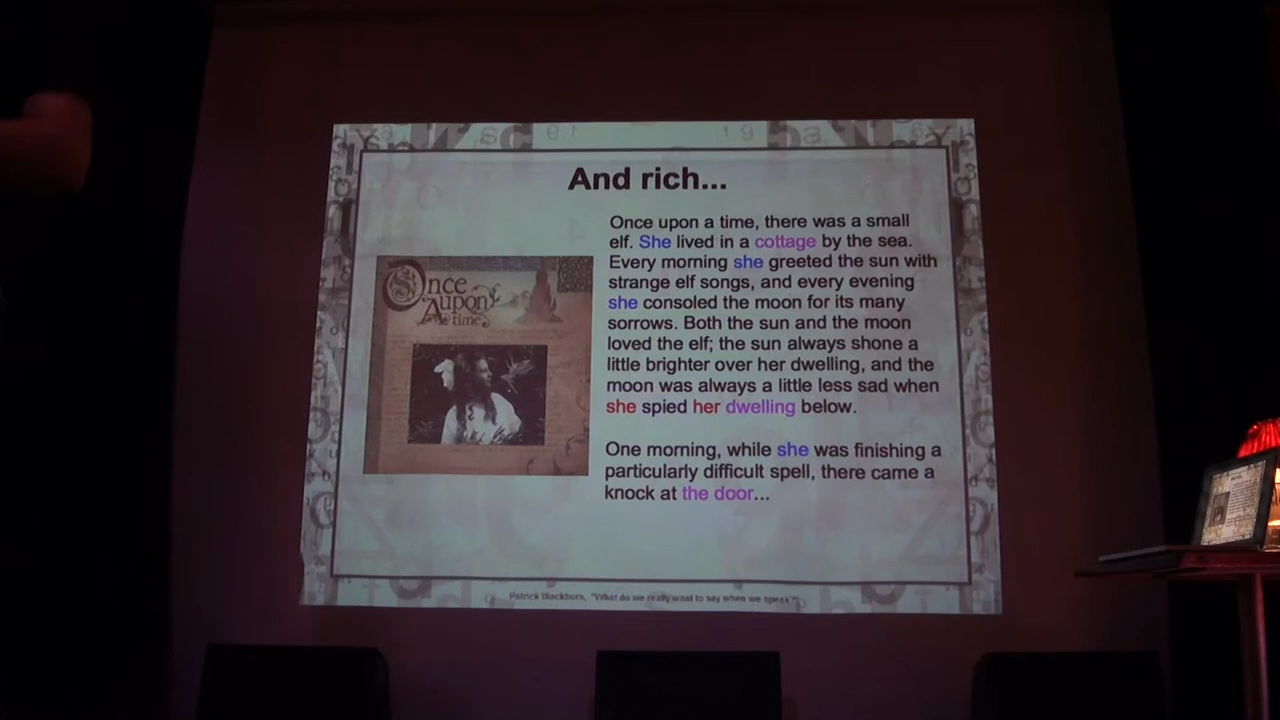 And rich...
Once upon a time, there was a small
elf. She lived in a cottage by the sea.
Every morning she greeted the sun with
strange elf songs, and every evening
she consoled the moon for its many
sorrows. Both the sun and the moon
loved the elf; the sun always shone a
little brighter over her dwelling, and the
moon was always a little less sad when
she spied her dwelling below.
One morning, while she was finishing a
particularly difficult spell, there came a
knock at the door...
Once
Upon
a time
Patrick Blackburn, "What do we really want to say when we speak?"